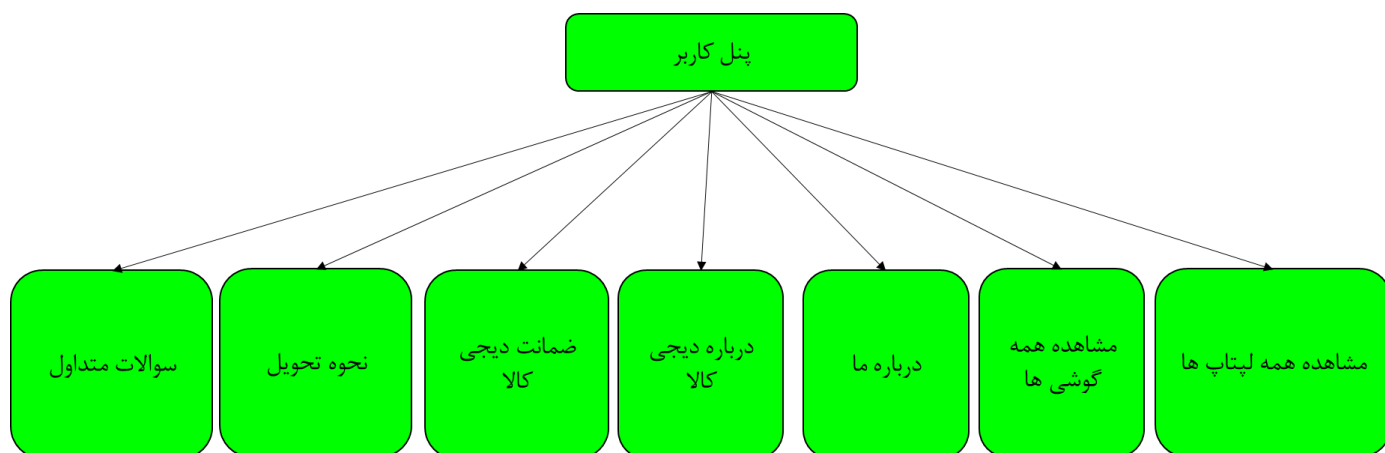 پنل کاربر
مشاهده همه لپتاپ ها
مشاهده همه
گوشی ها
درباره ما
درباره دیجی
کالا
ضمانت دیجی
کالا
نحوه تحویل
سوالات متداول